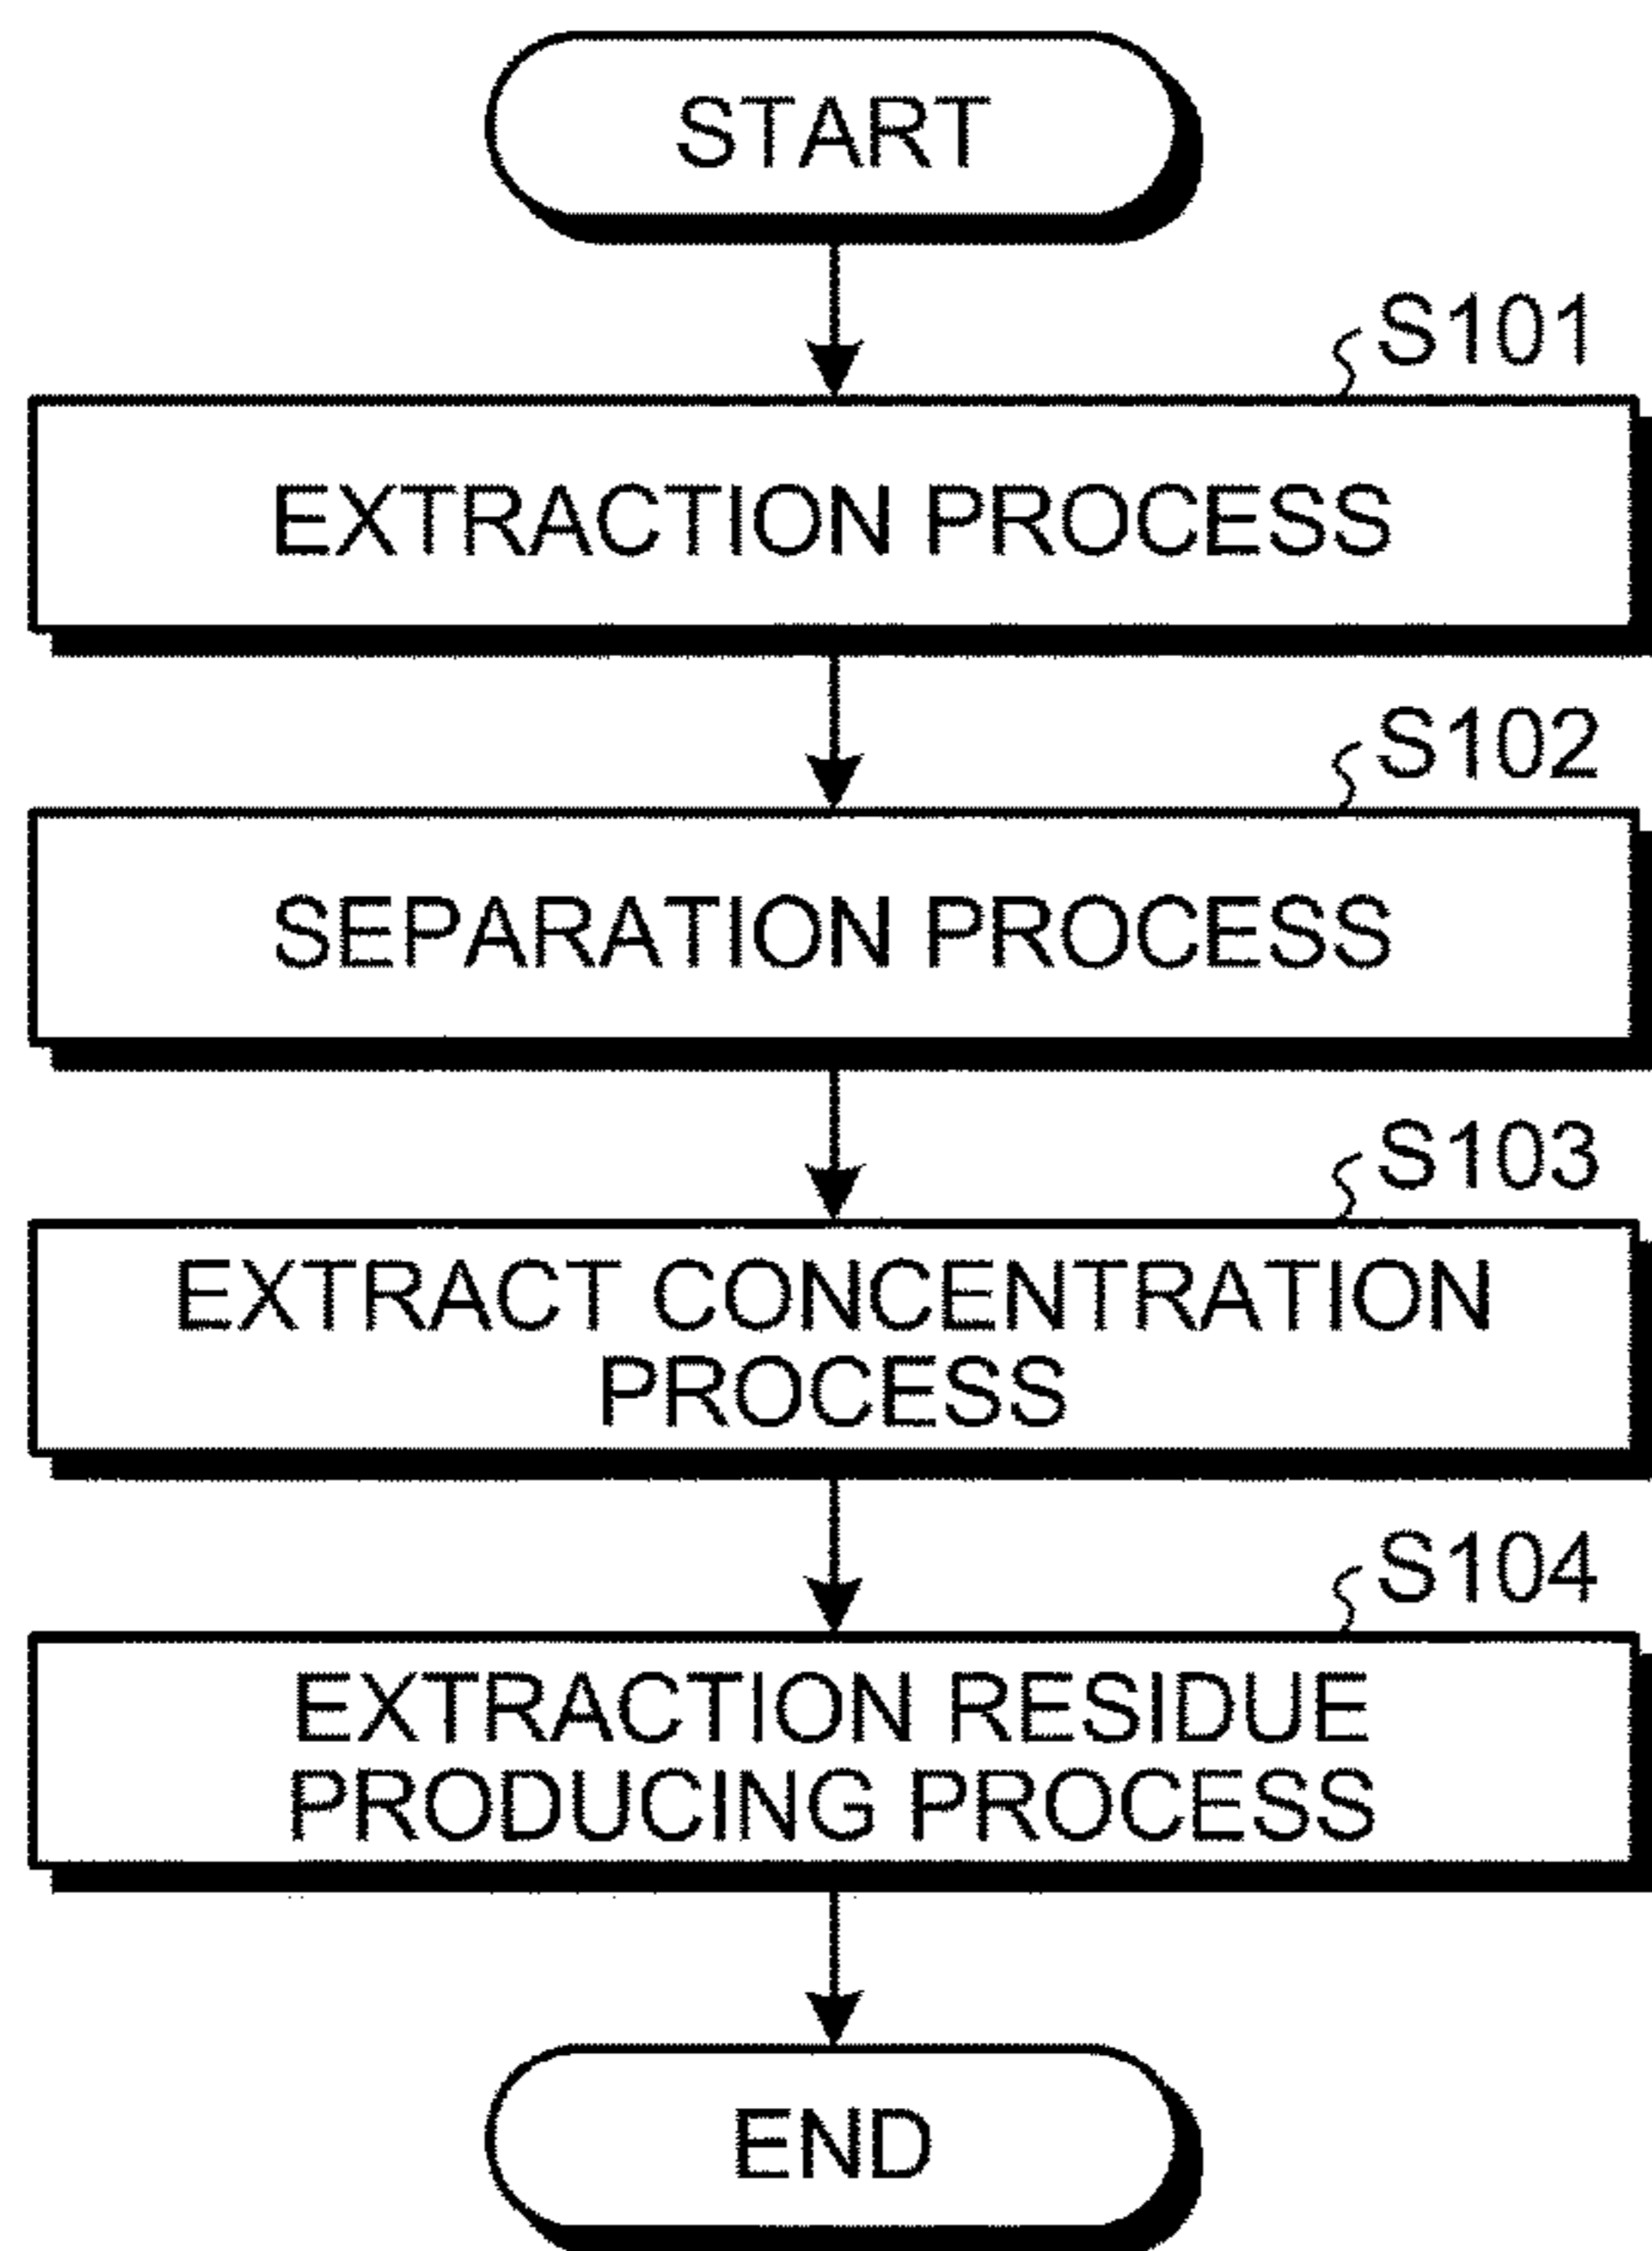 START
S101
EXTRACTION PROCESS
S102
SEPARATION PROCESS
S103
EXTRACT CONCENTRATION
PROCESS
S104
EXTRACTION RESIDUE
PRODUCING PROCESS
END